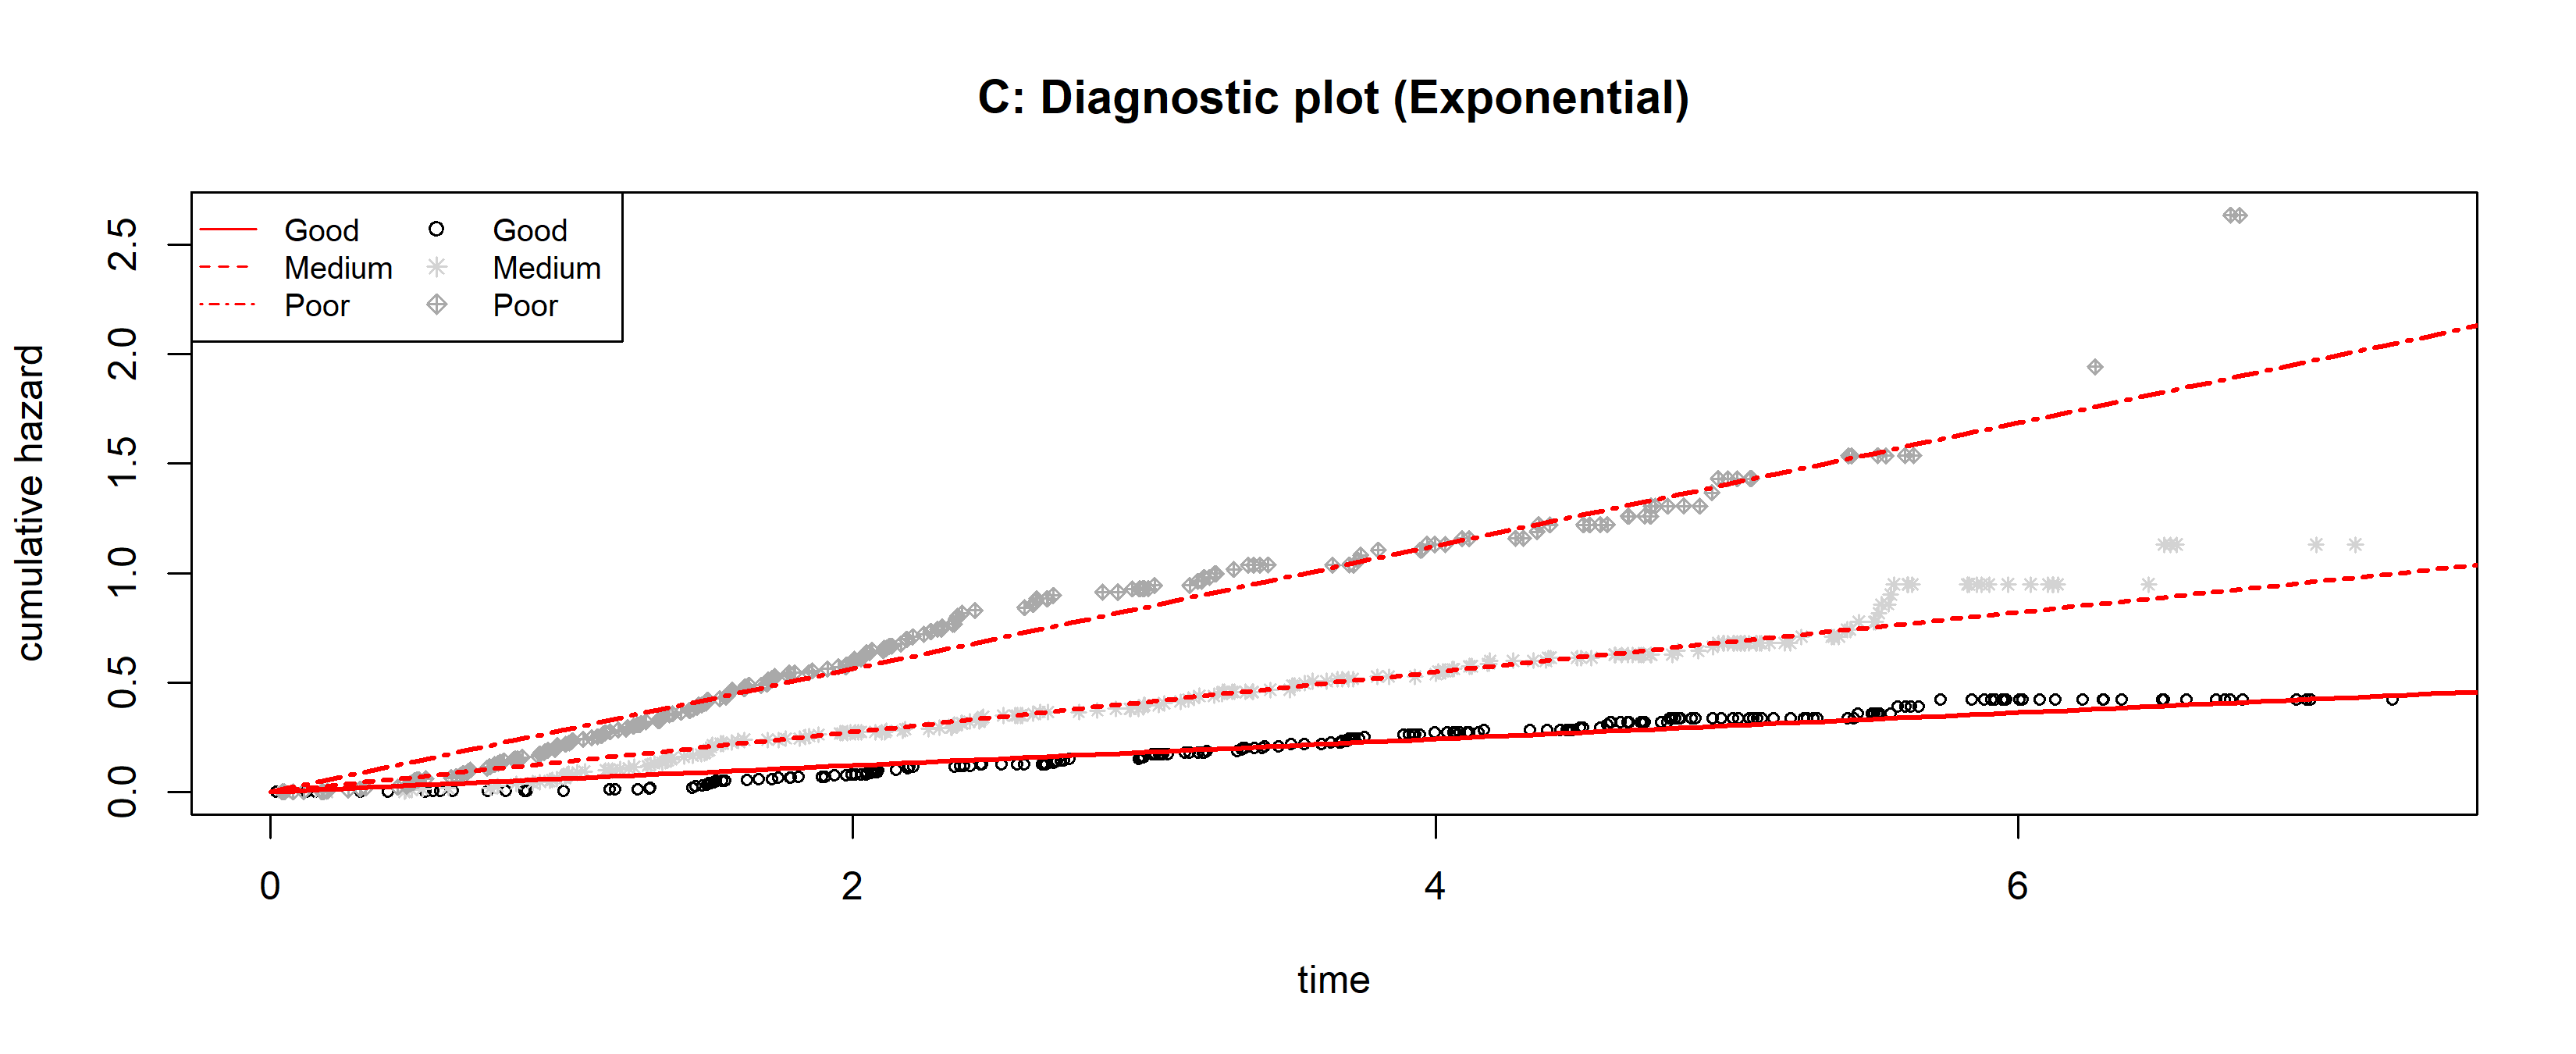 C: Diagnostic plot (Exponential)
Good Good
Medium Medium
Poor Poor
cumulative hazard
2.5
2.0
1.5
1.0
0.5
0.0
0 2 4 6
time